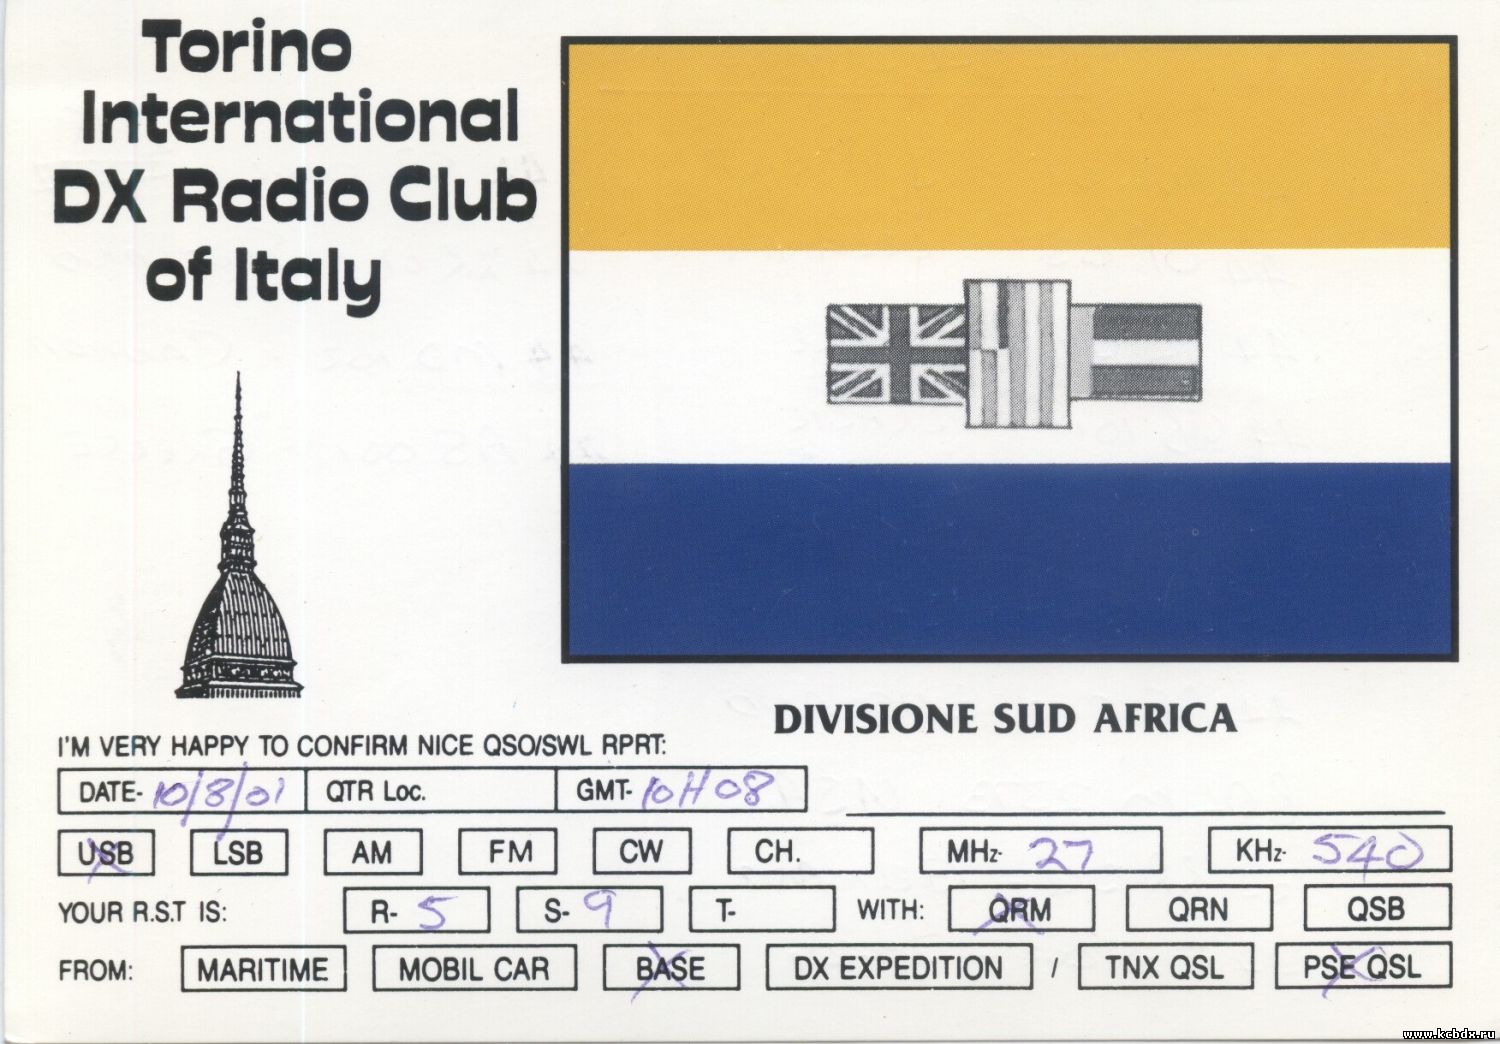 Torino
International
DX Radio Club
of Italy
DIVISIONE SUD AFRICA
I'M VERY HAPPY TO CONFIRM NICE QSO/SWL RPRT:
DATE- 10/8/01 QTR Loc. GMT- 10H08
USB LSB AM FM CW CH. MHz- 27 KHz- 540
YOUR R.S.T IS: R- 5 S- 9 T- WITH: QRM QRN QSB
FROM: MARITIME MOBIL CAR BASE DX EXPEDITION / TNX QSL PSE QSL
www.kcbdx.ru